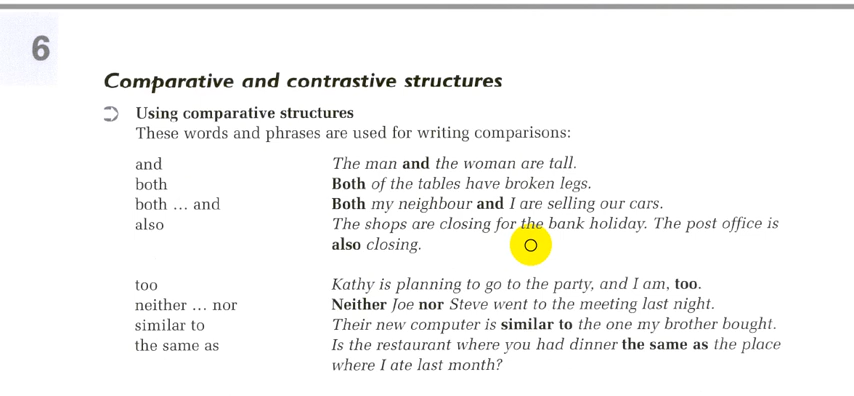 6
Comparative and contrastive structures
Using comparative structures
These words and phrases are used for writing comparisons:
and The man and the woman are tall.
both Both of the tables have broken legs.
both ... and Both my neighbour and I are selling our cars.
also The shops are closing for the bank holiday. The post office is
also closing.
too Kathy is planning to go to the party, and I am, too.
neither ... nor Neither Joe nor Steve went to the meeting last night.
similar to Their new computer is similar to the one my brother bought.
the same as Is the restaurant where you had dinner the same as the place
where I ate last month?